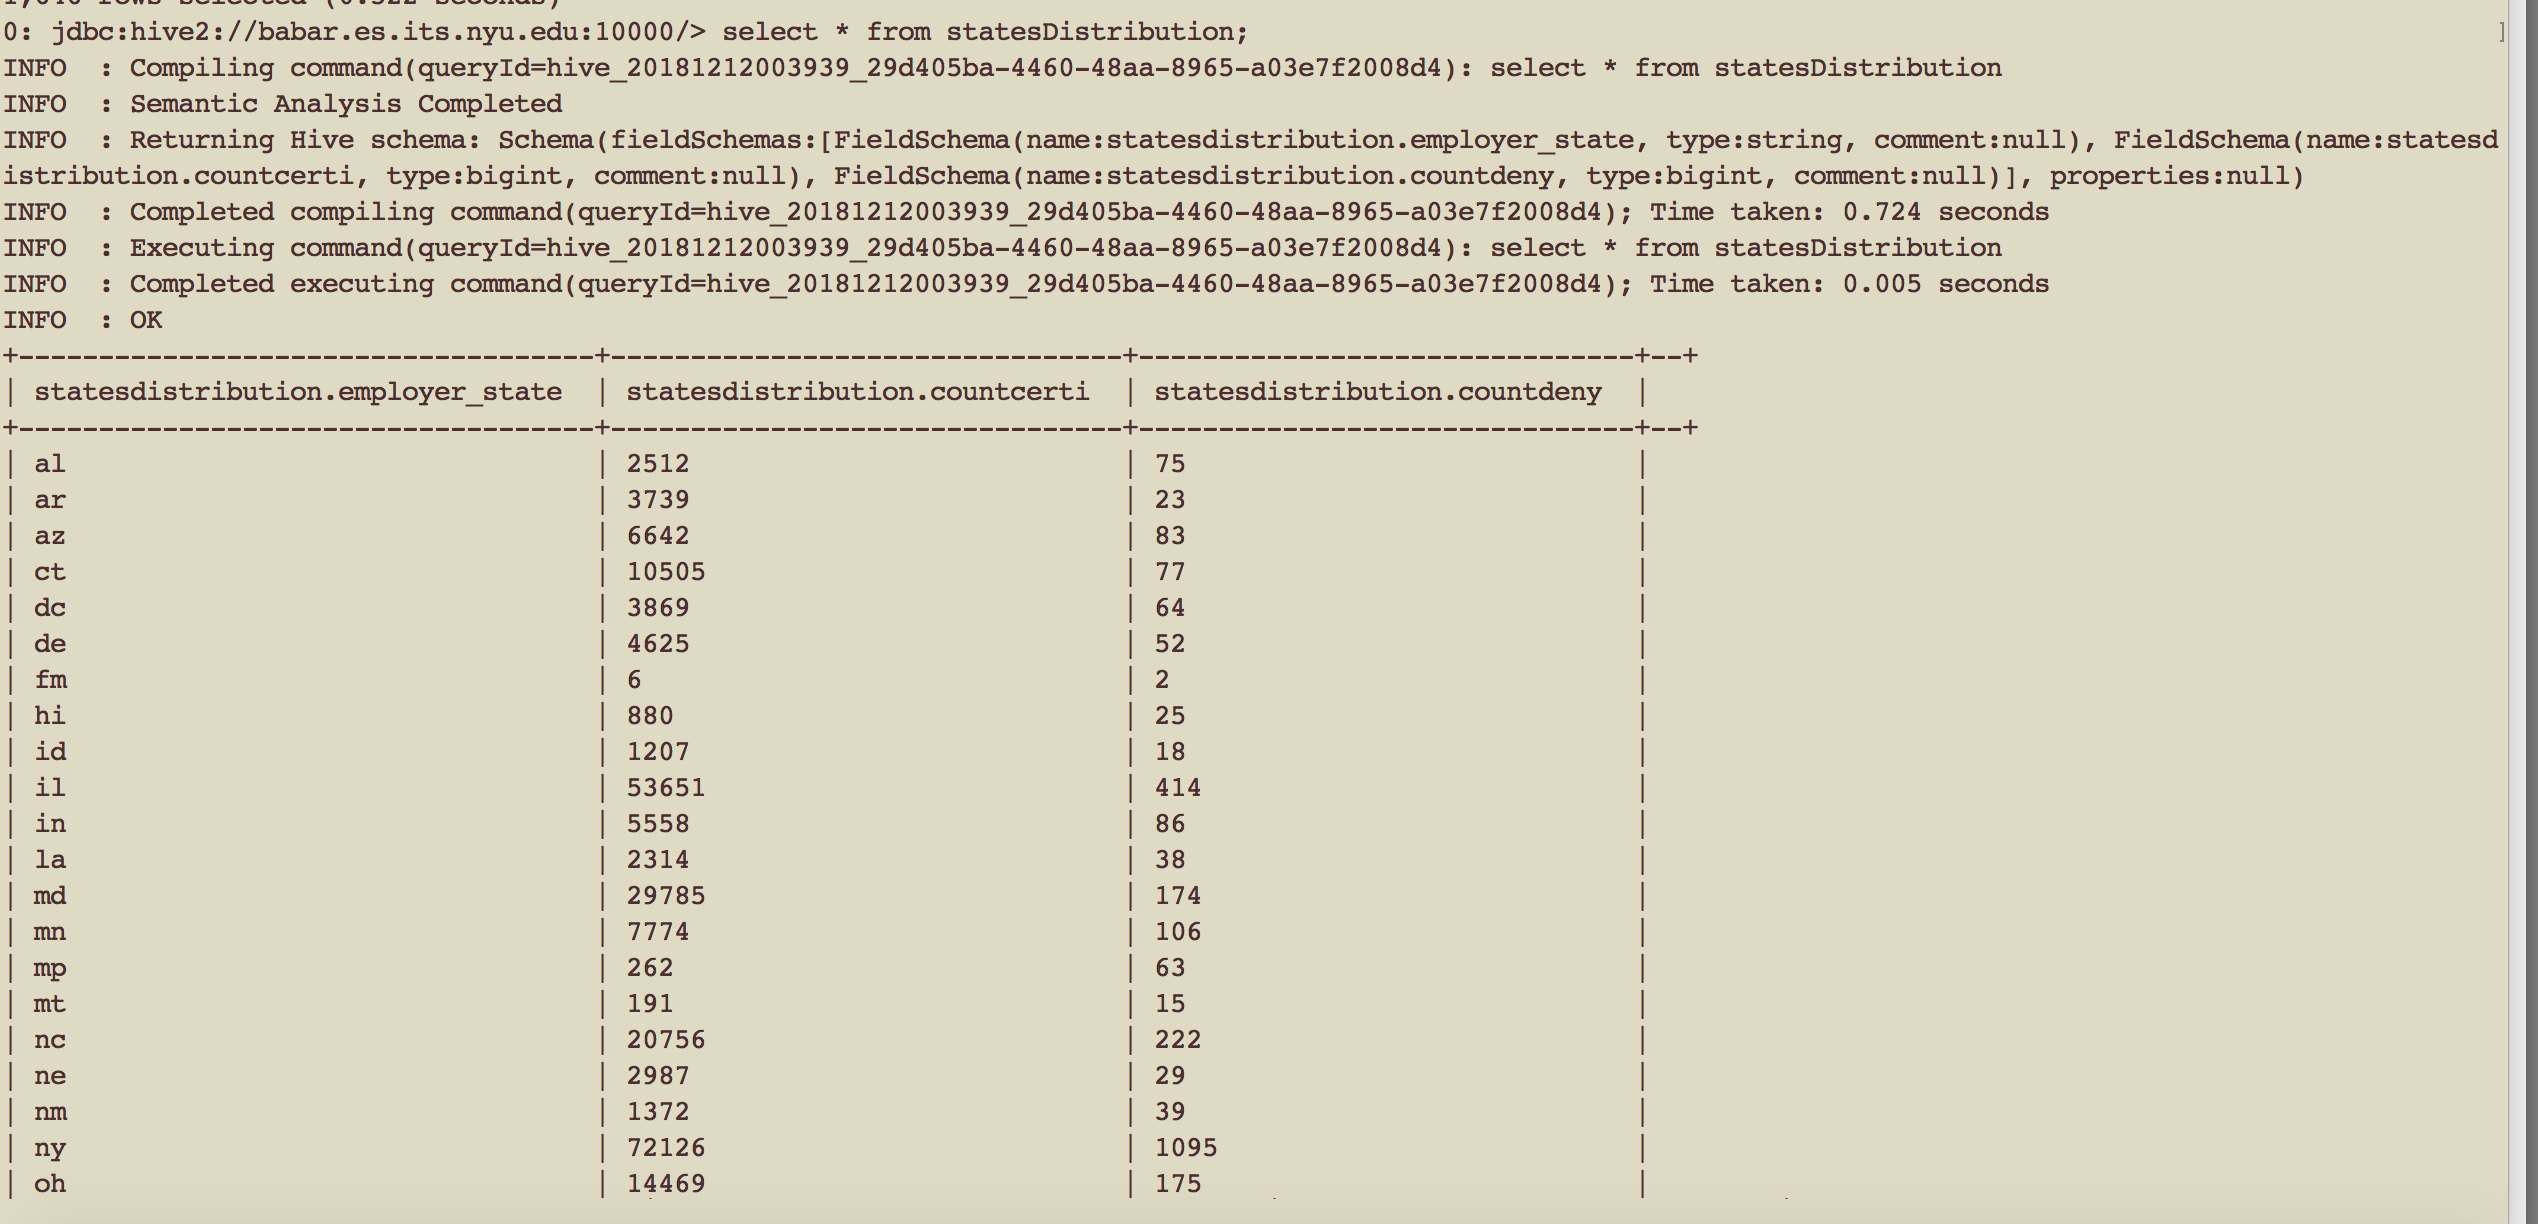 1,040 rows selected (0.322 seconds)
0: jdbc:hive2://babar.es.its.nyu.edu:10000/> select * from statesDistribution; ]
INFO  : Compiling command(queryId=hive_20181212003939_29d405ba-4460-48aa-8965-a03e7f2008d4): select * from statesDistribution
INFO  : Semantic Analysis Completed
INFO  : Returning Hive schema: Schema(fieldSchemas:[FieldSchema(name:statesdistribution.employer_state, type:string, comment:null), FieldSchema(name:statesd
istribution.countcerti, type:bigint, comment:null), FieldSchema(name:statesdistribution.countdeny, type:bigint, comment:null)], properties:null)
INFO  : Completed compiling command(queryId=hive_20181212003939_29d405ba-4460-48aa-8965-a03e7f2008d4); Time taken: 0.724 seconds
INFO  : Executing command(queryId=hive_20181212003939_29d405ba-4460-48aa-8965-a03e7f2008d4): select * from statesDistribution
INFO  : Completed executing command(queryId=hive_20181212003939_29d405ba-4460-48aa-8965-a03e7f2008d4); Time taken: 0.005 seconds
INFO  : OK
+------------------------------------+--------------------------------+-------------------------------+--+
| statesdistribution.employer_state | statesdistribution.countcerti | statesdistribution.countdeny |
+------------------------------------+--------------------------------+-------------------------------+--+
| al | 2512 | 75 |
| ar | 3739 | 23 |
| az | 6642 | 83 |
| ct | 10505 | 77 |
| dc | 3869 | 64 |
| de | 4625 | 52 |
| fm | 6 | 2 |
| hi | 880 | 25 |
| id | 1207 | 18 |
| il | 53651 | 414 |
| in | 5558 | 86 |
| la | 2314 | 38 |
| md | 29785 | 174 |
| mn | 7774 | 106 |
| mp | 262 | 63 |
| mt | 191 | 15 |
| nc | 20756 | 222 |
| ne | 2987 | 29 |
| nm | 1372 | 39 |
| ny | 72126 | 1095 |
| oh | 14469 | 175 |